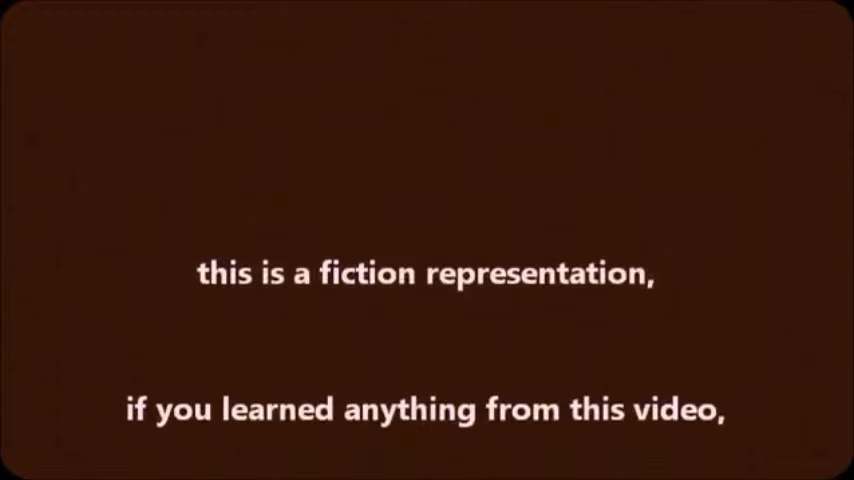 this is a fiction representation,
if you learned anything from this video,